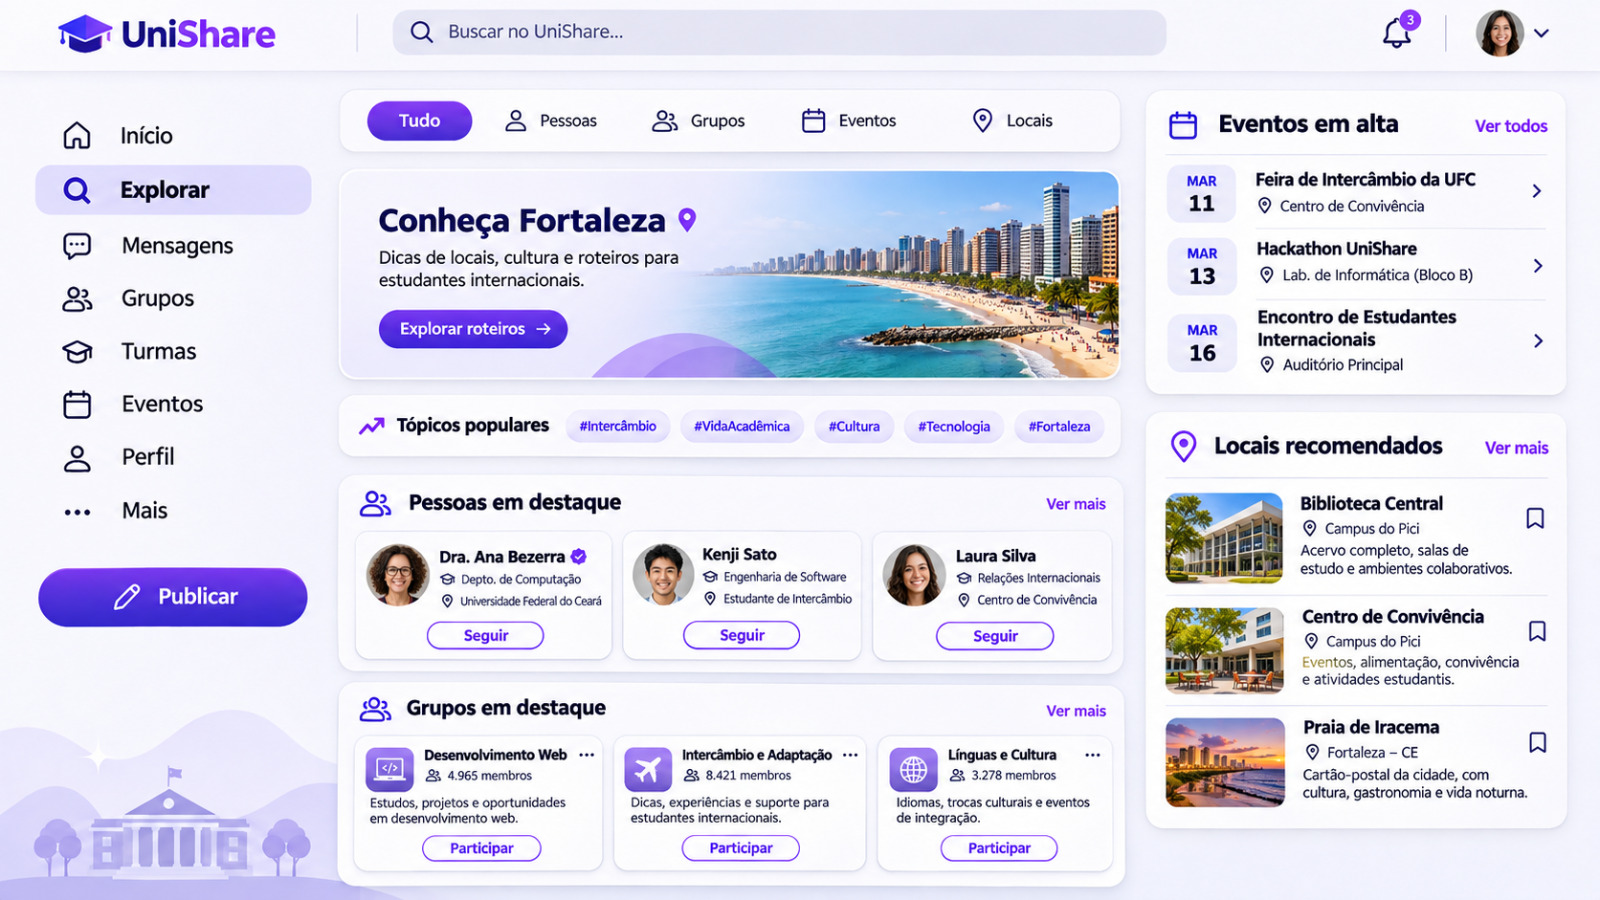 UniShare
Buscar no UniShare...
3
Início
Explorar
Mensagens
Grupos
Turmas
Eventos
Perfil
Mais
Publicar
Tudo
Pessoas
Grupos
Eventos
Locais
Conheça Fortaleza
Dicas de locais, cultura e roteiros para
estudantes internacionais.
Explorar roteiros →
Tópicos populares
#Intercâmbio
#VidaAcadêmica
#Cultura
#Tecnologia
#Fortaleza
Pessoas em destaque
Ver mais
Dra. Ana Bezerra
Depto. de Computação
Universidade Federal do Ceará
Seguir
Kenji Sato
Engenharia de Software
Estudante de Intercâmbio
Seguir
Laura Silva
Relações Internacionais
Centro de Convivência
Seguir
Grupos em destaque
Ver mais
Desenvolvimento Web
4.965 membros
Estudos, projetos e oportunidades
em desenvolvimento web.
Participar
Intercâmbio e Adaptação
8.421 membros
Dicas, experiências e suporte para
estudantes internacionais.
Participar
Línguas e Cultura
3.278 membros
Idiomas, trocas culturais e eventos
de integração.
Participar
Eventos em alta
Ver todos
MAR
11
Feira de Intercâmbio da UFC
Centro de Convivência
MAR
13
Hackathon UniShare
Lab. de Informática (Bloco B)
MAR
16
Encontro de Estudantes
Internacionais
Auditório Principal
Locais recomendados
Ver mais
Biblioteca Central
Campus do Pici
Acervo completo, salas de
estudo e ambientes colaborativos.
Centro de Convivência
Campus do Pici
Eventos, alimentação, convivência
e atividades estudantis.
Praia de Iracema
Fortaleza – CE
Cartão-postal da cidade, com
cultura, gastronomia e vida noturna.